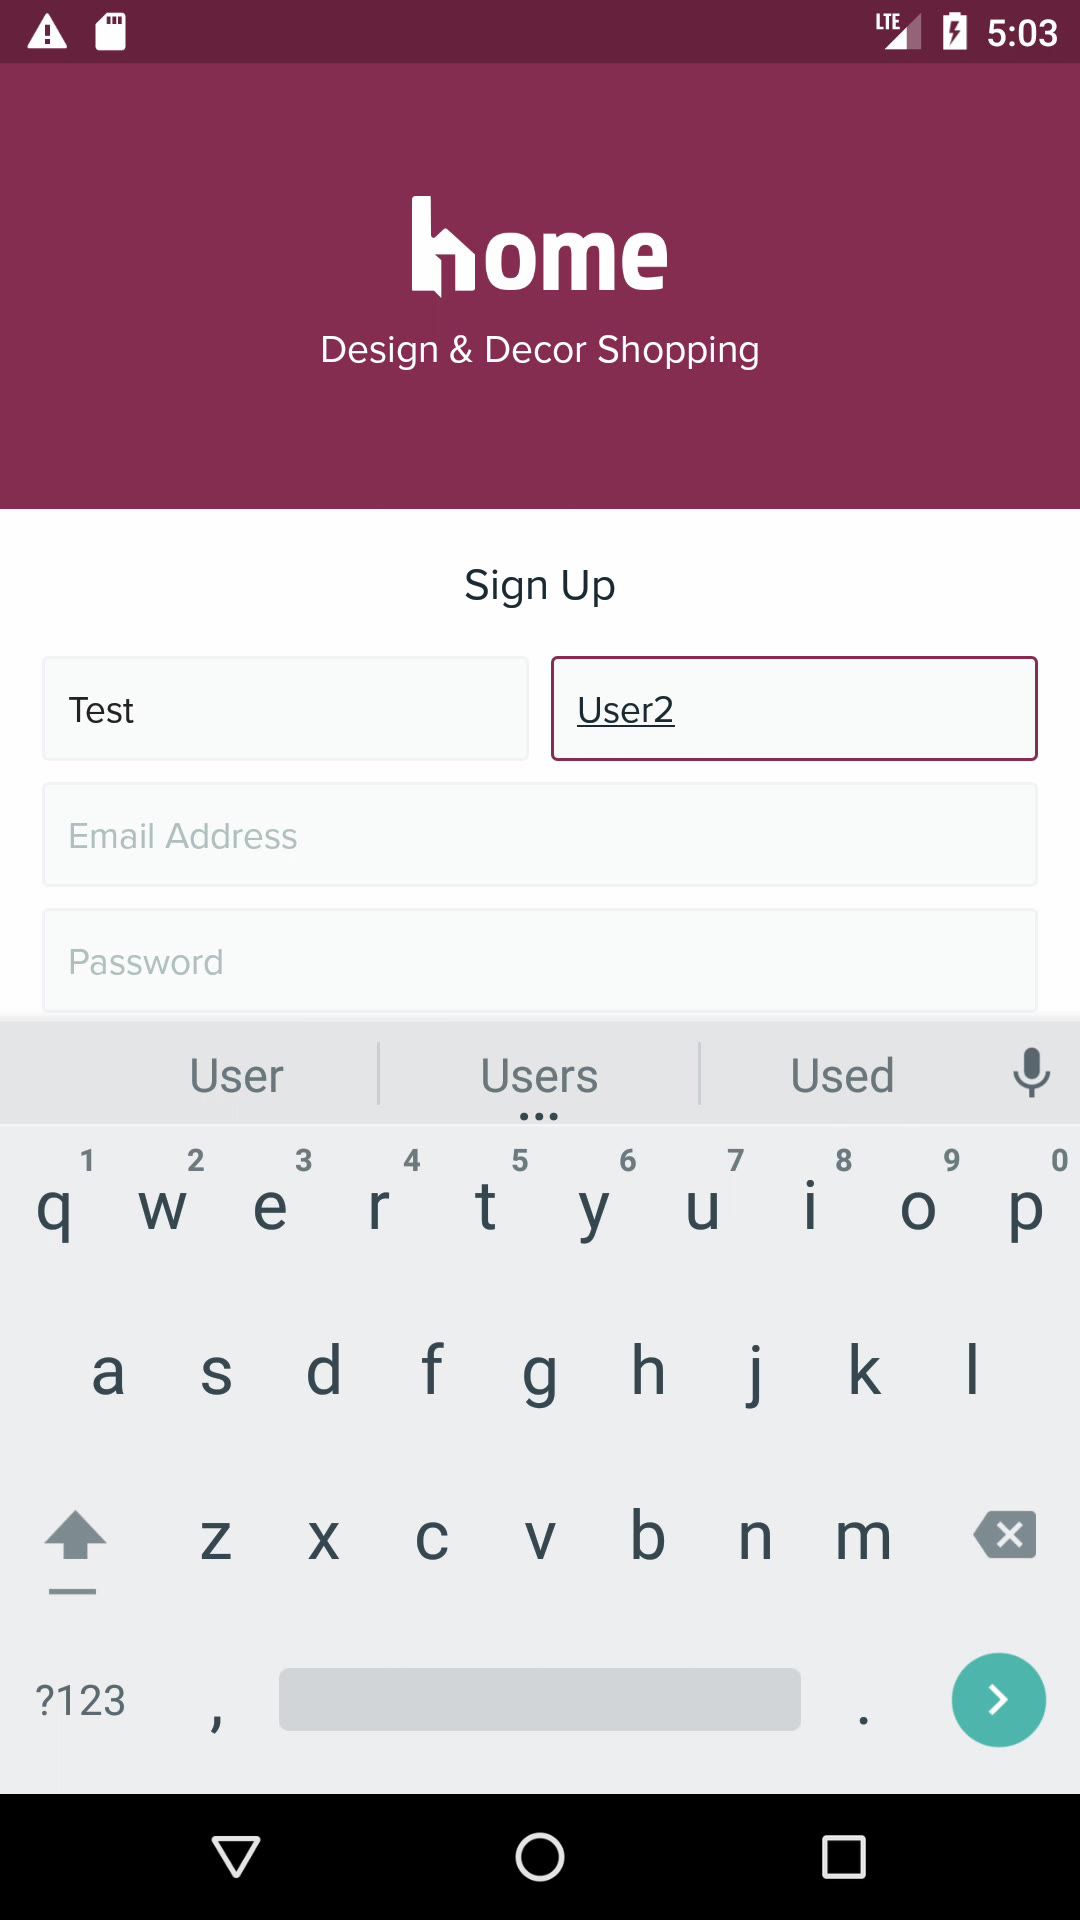 LTE 5:03
home
Design & Decor Shopping
Sign Up
Test User2
Email Address
Password
User Users Used
1 2 3 4 5 6 7 8 9 0
q w e r t y u i o p
a s d f g h j k l
z x c v b n m
?123 , .